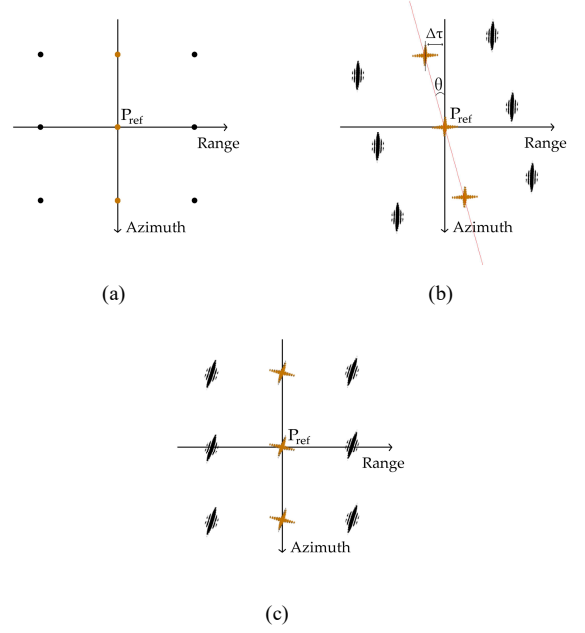 P_ref
Range
Azimuth
(a)
Δτ
θ
P_ref
Range
Azimuth
(b)
P_ref
Range
Azimuth
(c)